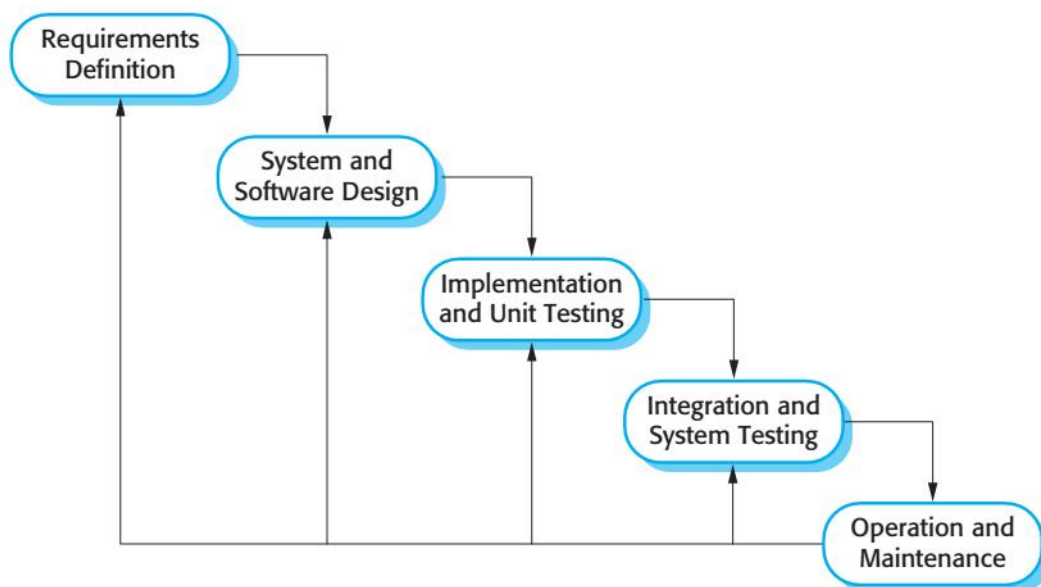 Requirements
Definition
System and
Software Design
Implementation
and Unit Testing
Integration and
System Testing
Operation and
Maintenance